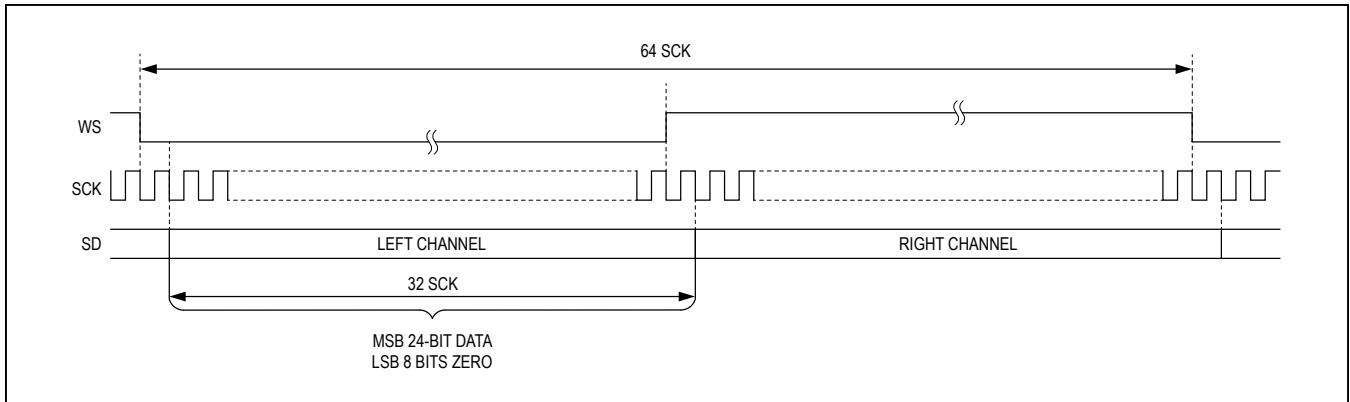 64 SCK
WS
SCK
SD
LEFT CHANNEL
RIGHT CHANNEL
32 SCK
MSB 24-BIT DATA
LSB 8 BITS ZERO